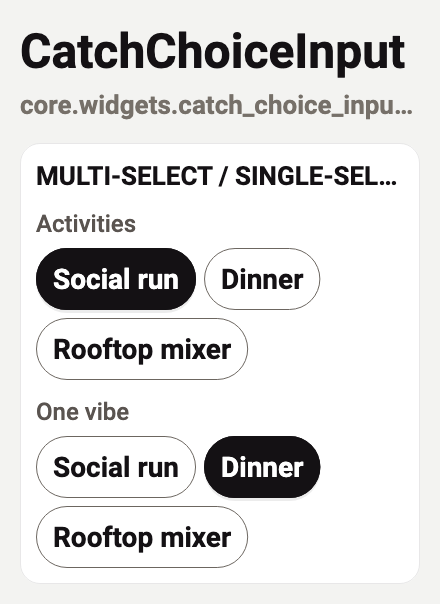 CatchChoiceInput
core.widgets.catch_choice_inpu...
MULTI-SELECT / SINGLE-SEL...
Activities
Social run Dinner
Rooftop mixer
One vibe
Social run Dinner
Rooftop mixer